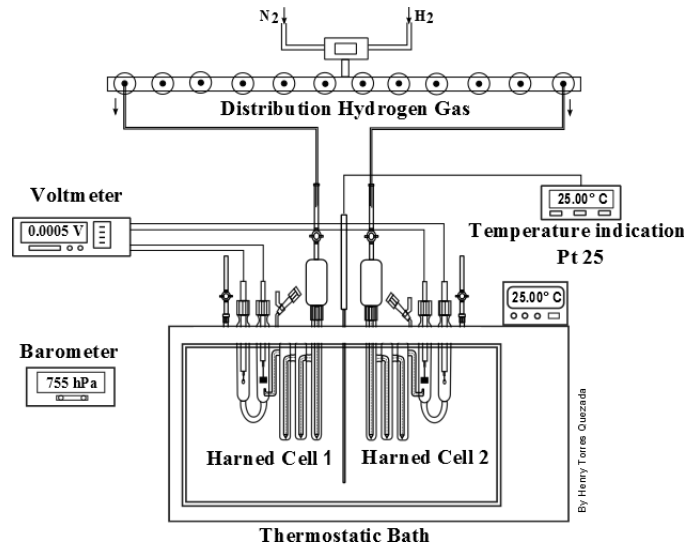 N2
H2
Distribution Hydrogen Gas
Voltmeter
0.0005 V
25.00° C
Temperature indication
Pt 25
25.00° C
Barometer
755 hPa
Harned Cell 1
Harned Cell 2
By Henry Torres Quezada
Thermostatic Bath